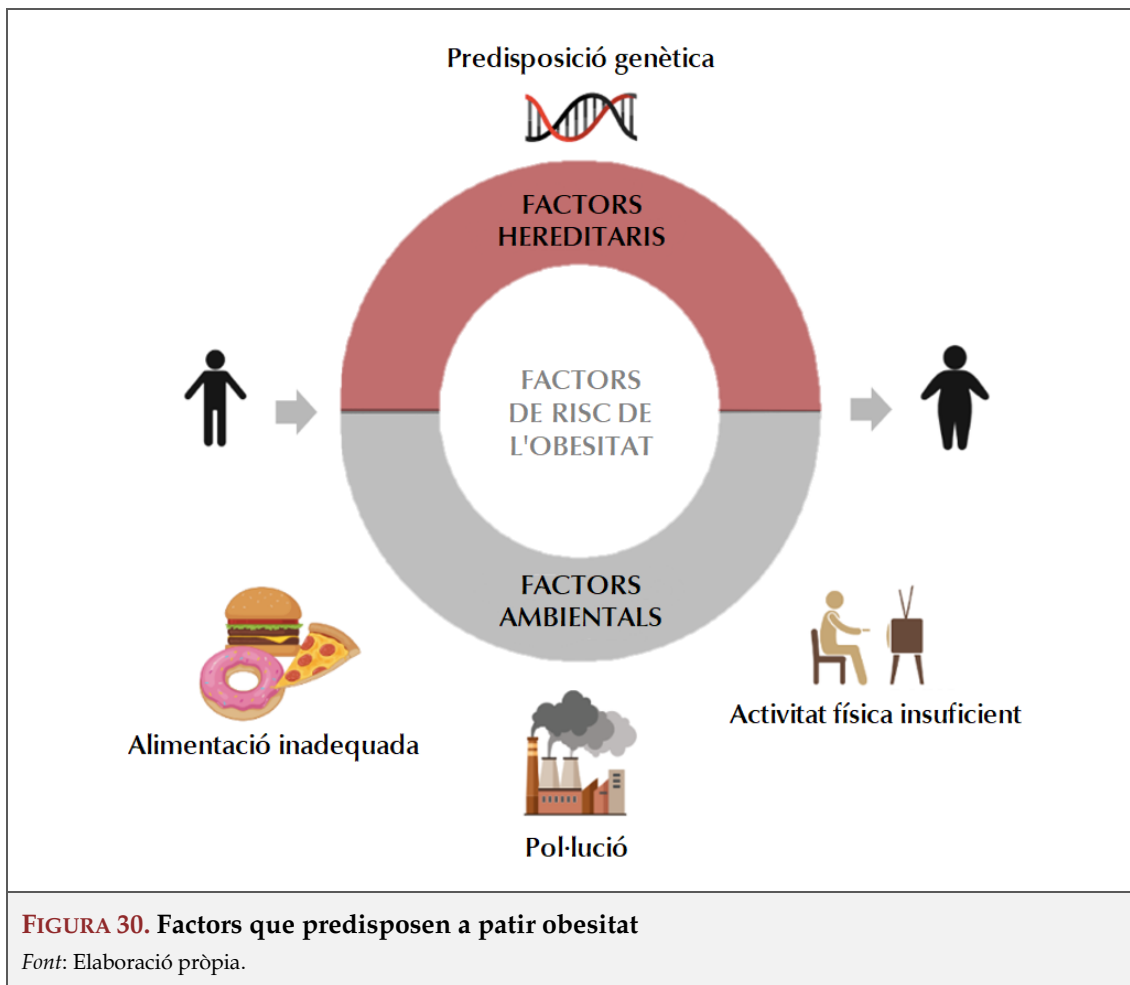 Predisposició genètica
FACTORS
HEREDITARIS
FACTORS
DE RISC DE
L'OBESITAT
FACTORS
AMBIENTALS
Alimentació inadequada
Activitat física insuficient
Pol·lució
FIGURA 30. Factors que predisposen a patir obesitat
Font: Elaboració pròpia.